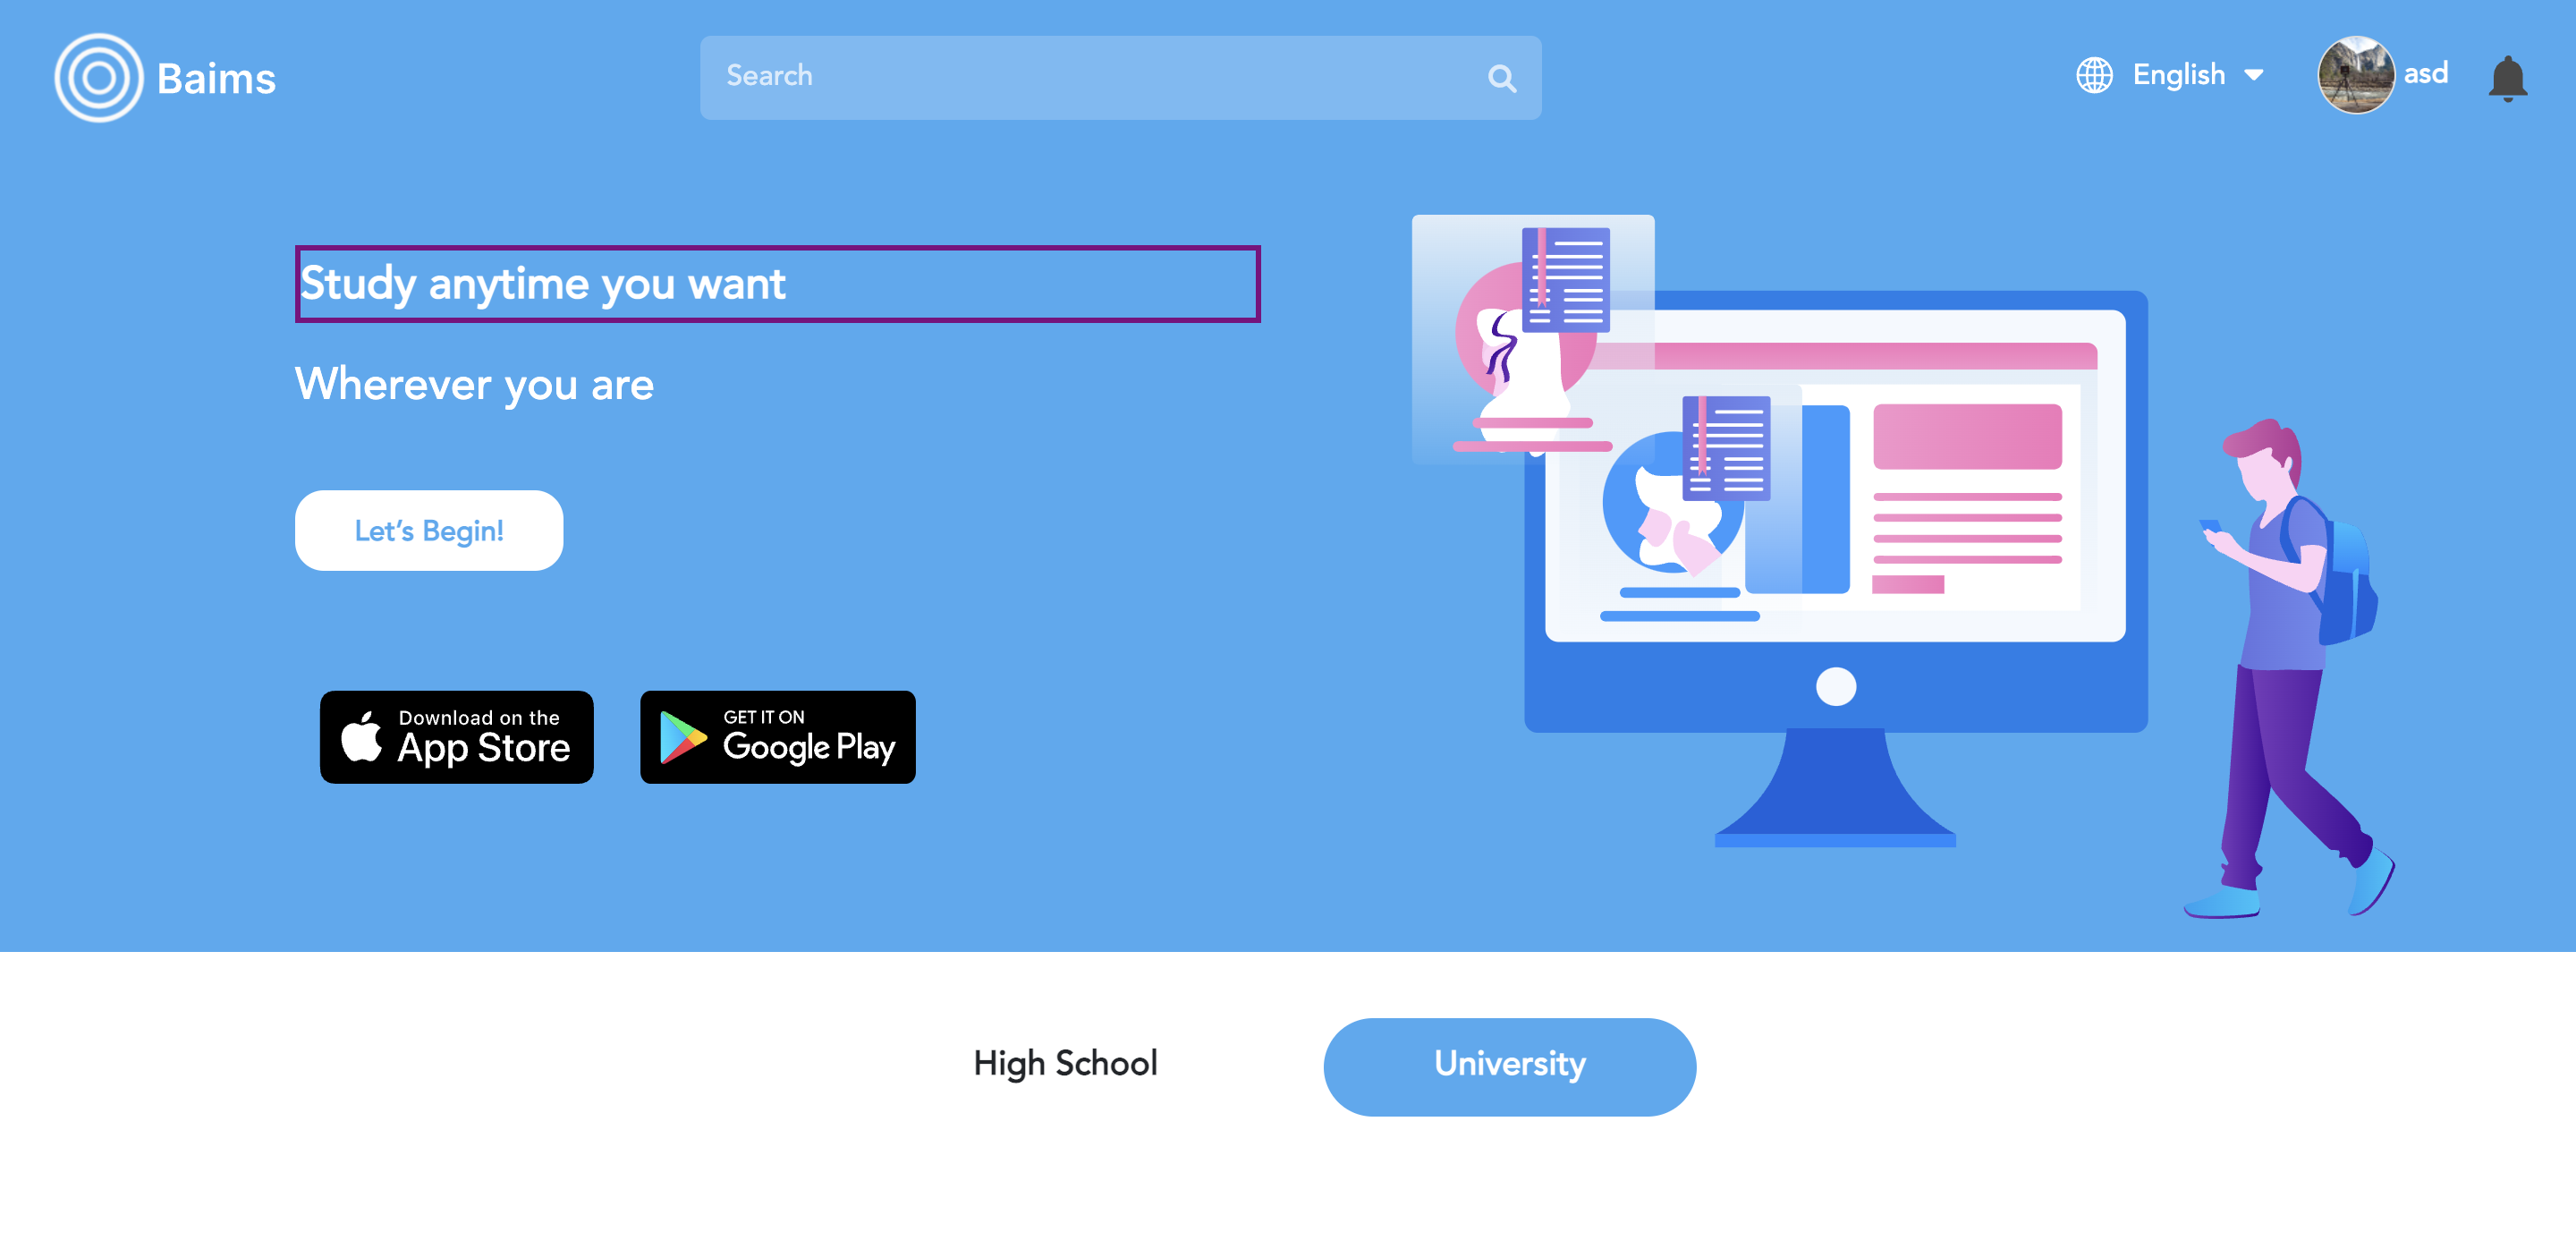 Baims
Search
English
asd
Study anytime you want
Wherever you are
Let’s Begin!
Download on the
App Store
GET IT ON
Google Play
High School
University